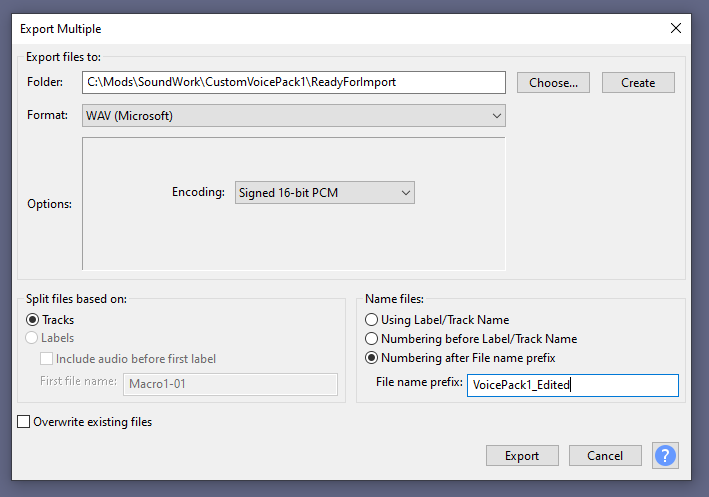 Export Multiple
Export files to:
Folder: C:\Mods\SoundWork\CustomVoicePack1\ReadyForImport Choose... Create
Format: WAV (Microsoft)
Options: Encoding: Signed 16-bit PCM
Split files based on:
Tracks
Labels
Include audio before first label
First file name: Macro1-01
Name files:
Using Label/Track Name
Numbering before Label/Track Name
Numbering after File name prefix
File name prefix: VoicePack1_Edited
Overwrite existing files
Export Cancel ?